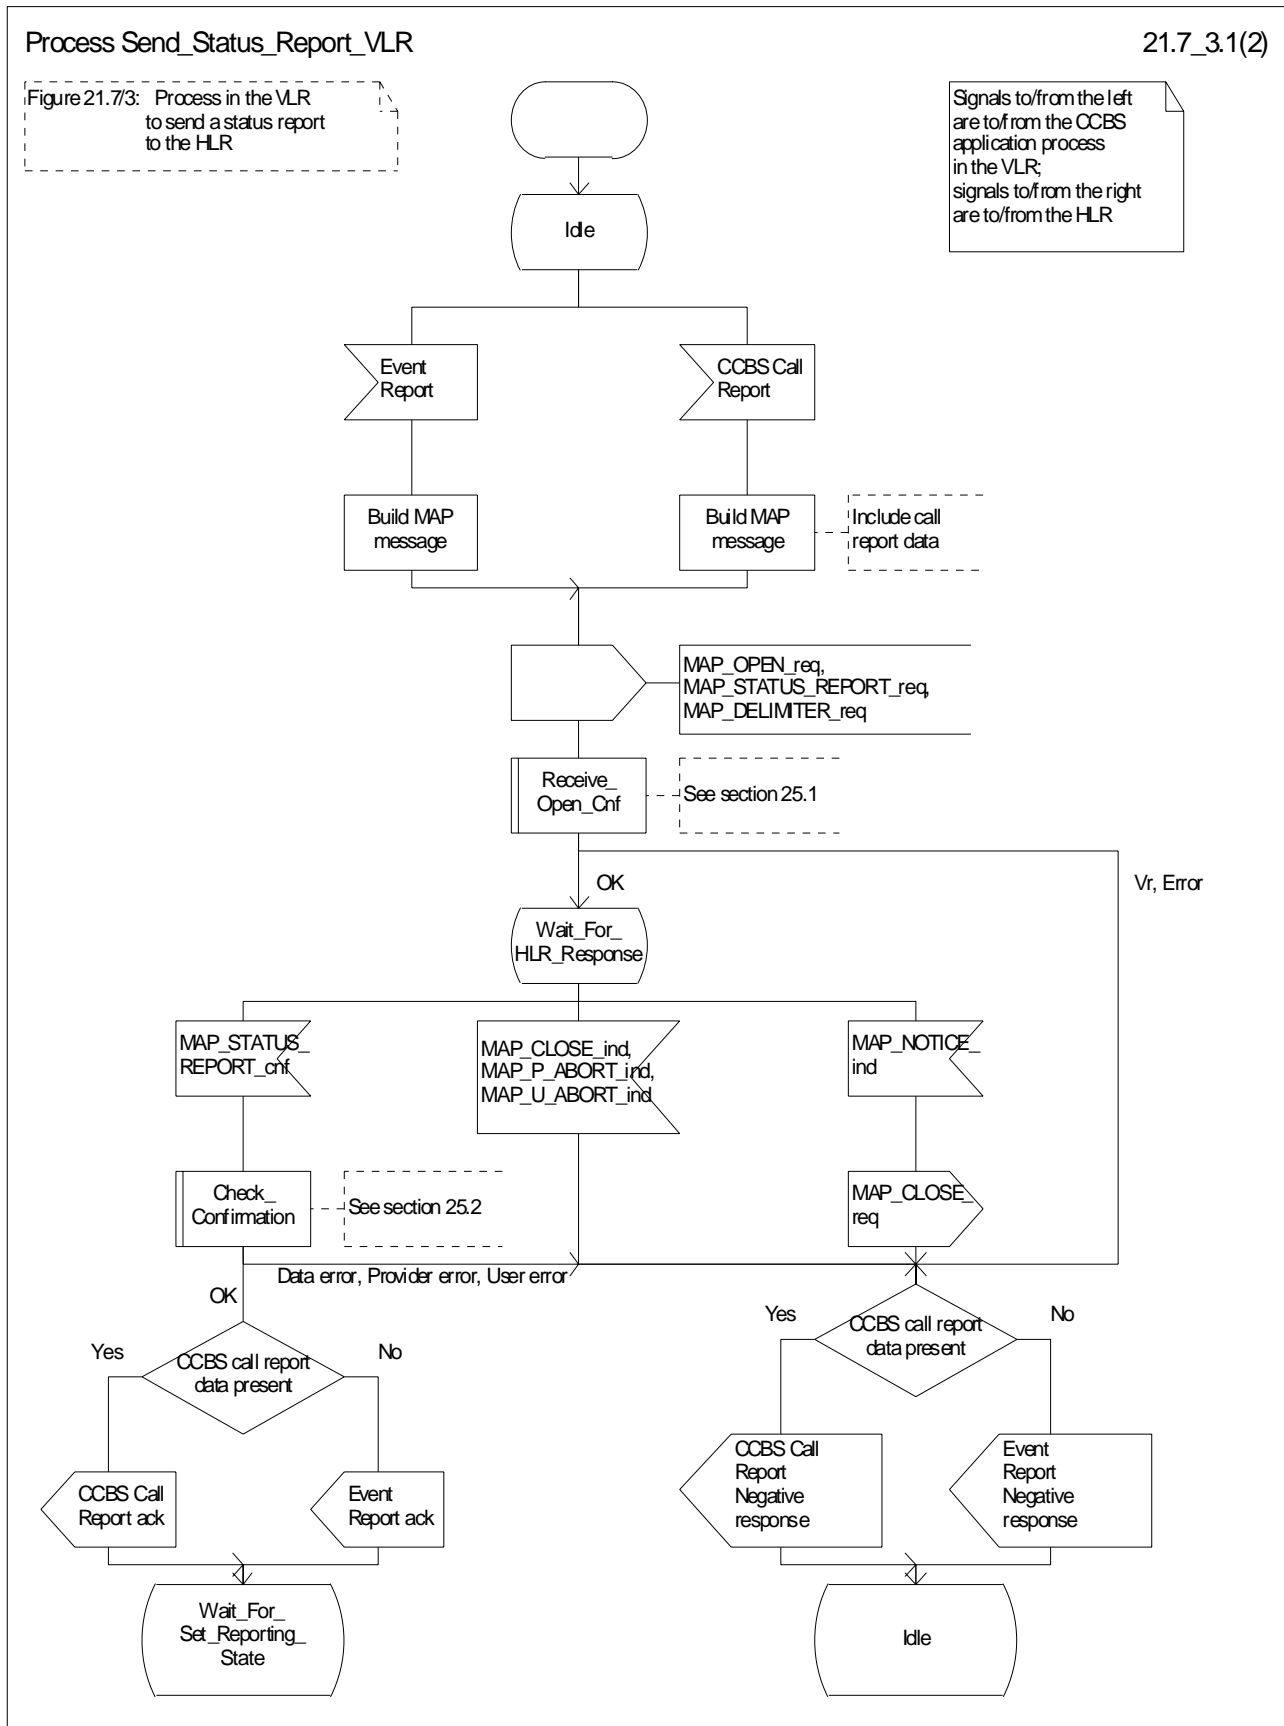 Process Send_Status_Report_VLR
21.7_3.1(2)
Figure 21.7/3: Process in the VLR
to send a status report
to the HLR
Signals to/from the left
are to/from the CCBS
application process
in the VLR;
signals to/from the right
are to/from the HLR
Idle
Event
Report
CCBS Call
Report
Build MAP
message
Build MAP
message
Include call
report data
MAP_OPEN_req,
MAP_STATUS_REPORT_req,
MAP_DELIMITER_req
Receive_
Open_Cnf
See section 25.1
OK
Vr, Error
Wait_For_
HLR_Response
MAP_STATUS_
REPORT_cnf
MAP_CLOSE_ind,
MAP_P_ABORT_ind,
MAP_U_ABORT_ind
MAP_NOTICE_
ind
Check_
Confirmation
See section 25.2
MAP_CLOSE_
req
Data error, Provider error, User error
OK
Yes
CCBS call report
data present
No
Yes
CCBS call report
data present
No
CCBS Call
Report ack
Event
Report ack
CCBS Call
Report
Negative
response
Event
Report
Negative
response
Wait_For_
Set_Reporting_
State
Idle